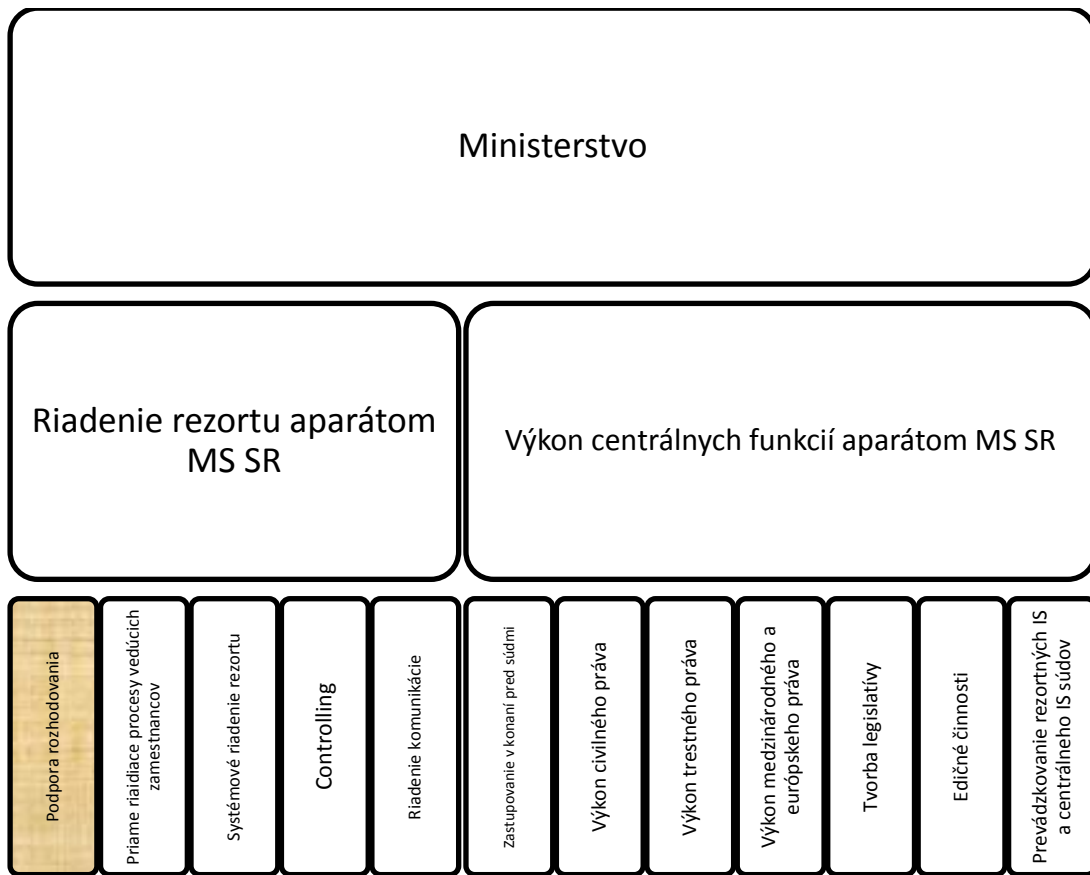 Ministerstvo
Riadenie rezortu aparátom
MS SR
Výkon centrálnych funkcií aparátom MS SR
Podpora rozhodovania
Priame riaidiace procesy vedúcich
zamestnancov
Systémové riadenie rezortu
Controlling
Riadenie komunikácie
Zastupovanie v konaní pred súdmi
Výkon civilného práva
Výkon trestného práva
Výkon medzinárodného a
európskeho práva
Tvorba legislatívy
Edičné činnosti
Prevádzkovanie rezortných IS
a centrálneho IS súdov